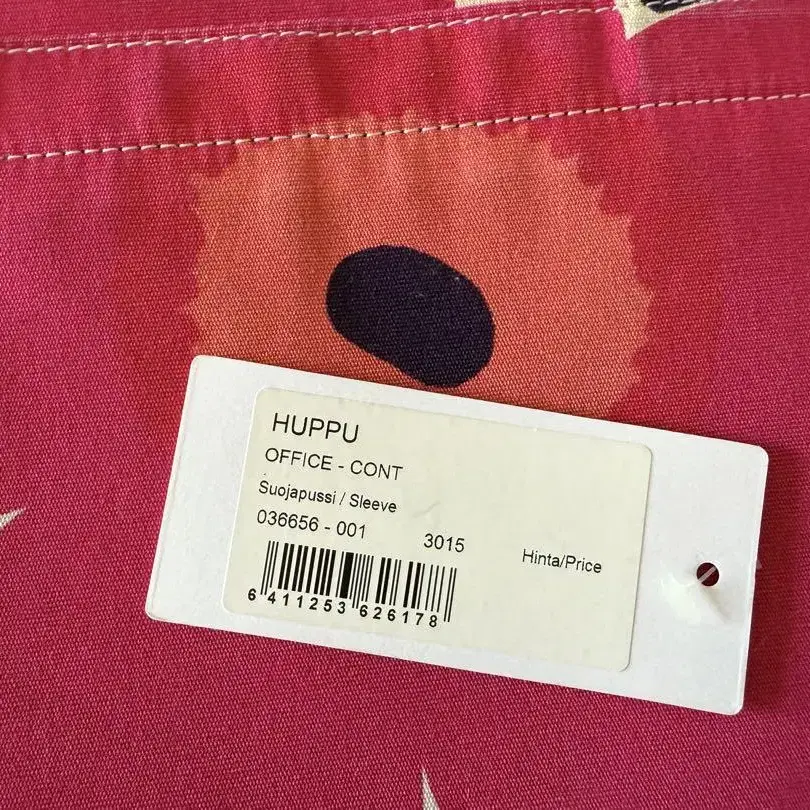 HUPPU
OFFICE - CONT
Suojapussi / Sleeve
036656 - 001 3015 Hinta/Price
6 411253 626178